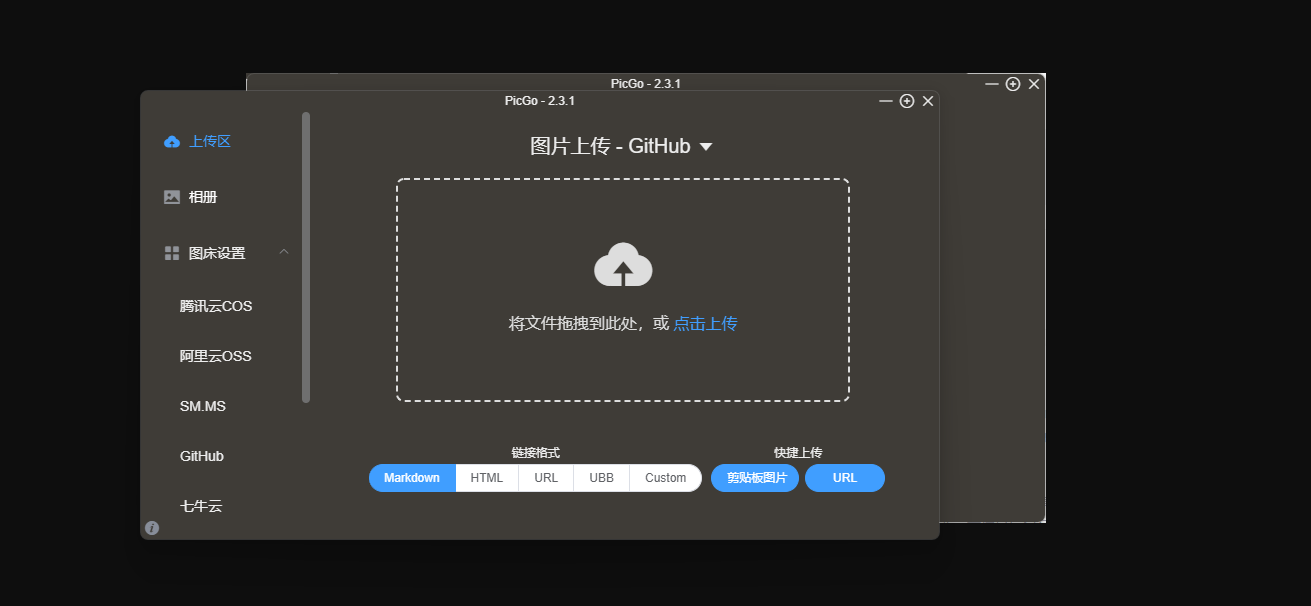 PicGo - 2.3.1
PicGo - 2.3.1
上传区
相册
图床设置
腾讯云COS
阿里云OSS
SM.MS
GitHub
七牛云
图片上传 - GitHub
将文件拖拽到此处，或 点击上传
链接格式
Markdown HTML URL UBB Custom
快捷上传
剪贴板图片 URL